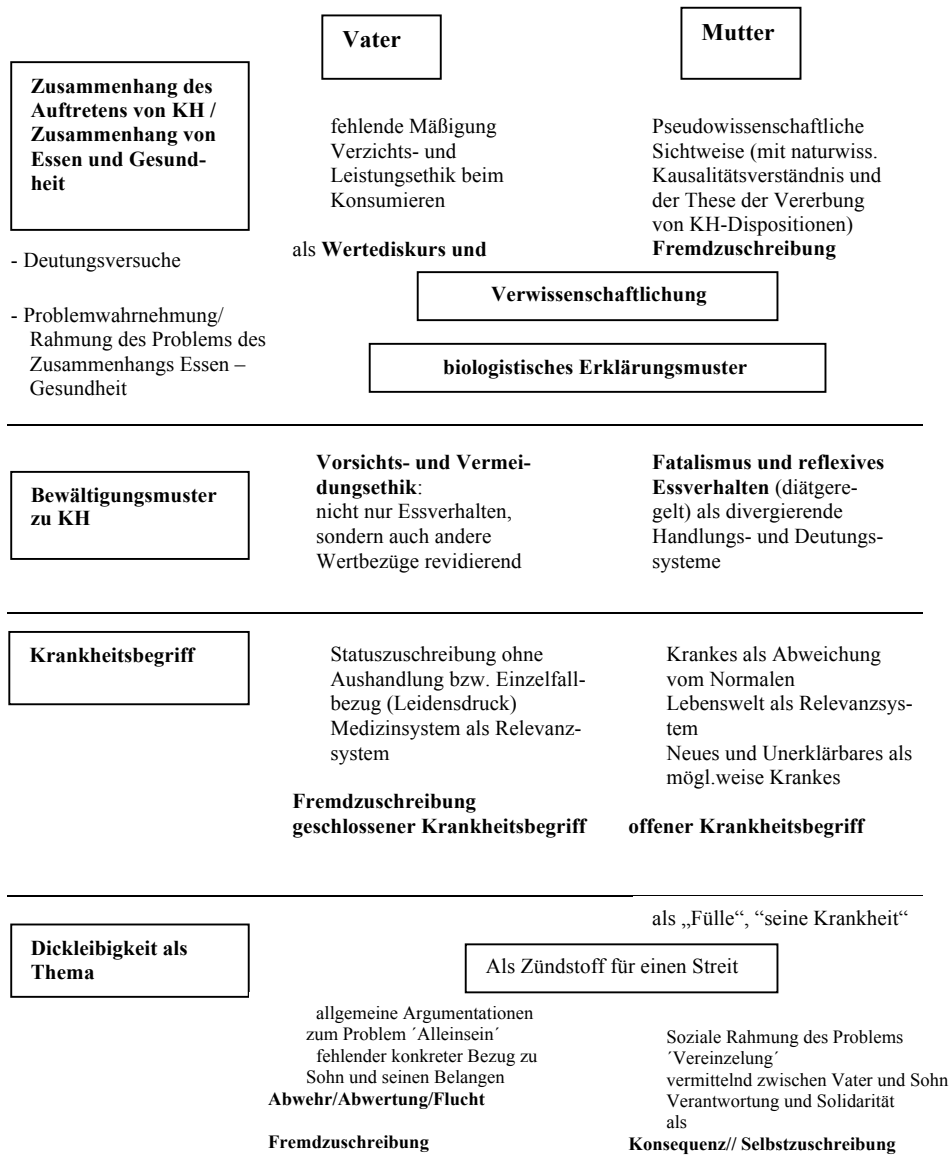 Vater
Mutter
Zusammenhang des
Auftretens von KH /
Zusammenhang von
Essen und Gesund-
heit
fehlende Mäßigung
Verzichts- und
Leistungsethik beim
Konsumieren
als Wertediskurs und
Pseudowissenschaftliche
Sichtweise (mit naturwiss.
Kausalitätsverständnis und
der These der Vererbung
von KH-Dispositionen)
Fremdzuschreibung
- Deutungsversuche
- Problemwahrnehmung/
Rahmung des Problems des
Zusammenhangs Essen –
Gesundheit
Verwissenschaftlichung
biologistisches Erklärungsmuster
Bewältigungsmuster
zu KH
Vorsichts- und Vermei-
dungsethik:
nicht nur Essverhalten,
sondern auch andere
Wertbezüge revidierend
Fatalismus und reflexives
Essverhalten (diätgere-
gelt) als divergierende
Handlungs- und Deutungs-
systeme
Krankheitsbegriff
Statuszuschreibung ohne
Aushandlung bzw. Einzelfall-
bezug (Leidensdruck)
Medizinsystem als Relevanz-
system
Fremdzuschreibung
geschlossener Krankheitsbegriff
Krankes als Abweichung
vom Normalen
Lebenswelt als Relevanzsys-
tem
Neues und Unerklärbares als
mögl.weise Krankes
offener Krankheitsbegriff
Dickleibigkeit als
Thema
als „Fülle“, “seine Krankheit“
Als Zündstoff für einen Streit
allgemeine Argumentationen
zum Problem ´Alleinsein´
fehlender konkreter Bezug zu
Sohn und seinen Belangen
Abwehr/Abwertung/Flucht
Fremdzuschreibung
Soziale Rahmung des Problems
´Vereinzelung´
vermittelnd zwischen Vater und Sohn
Verantwortung und Solidarität
als
Konsequenz// Selbstzuschreibung